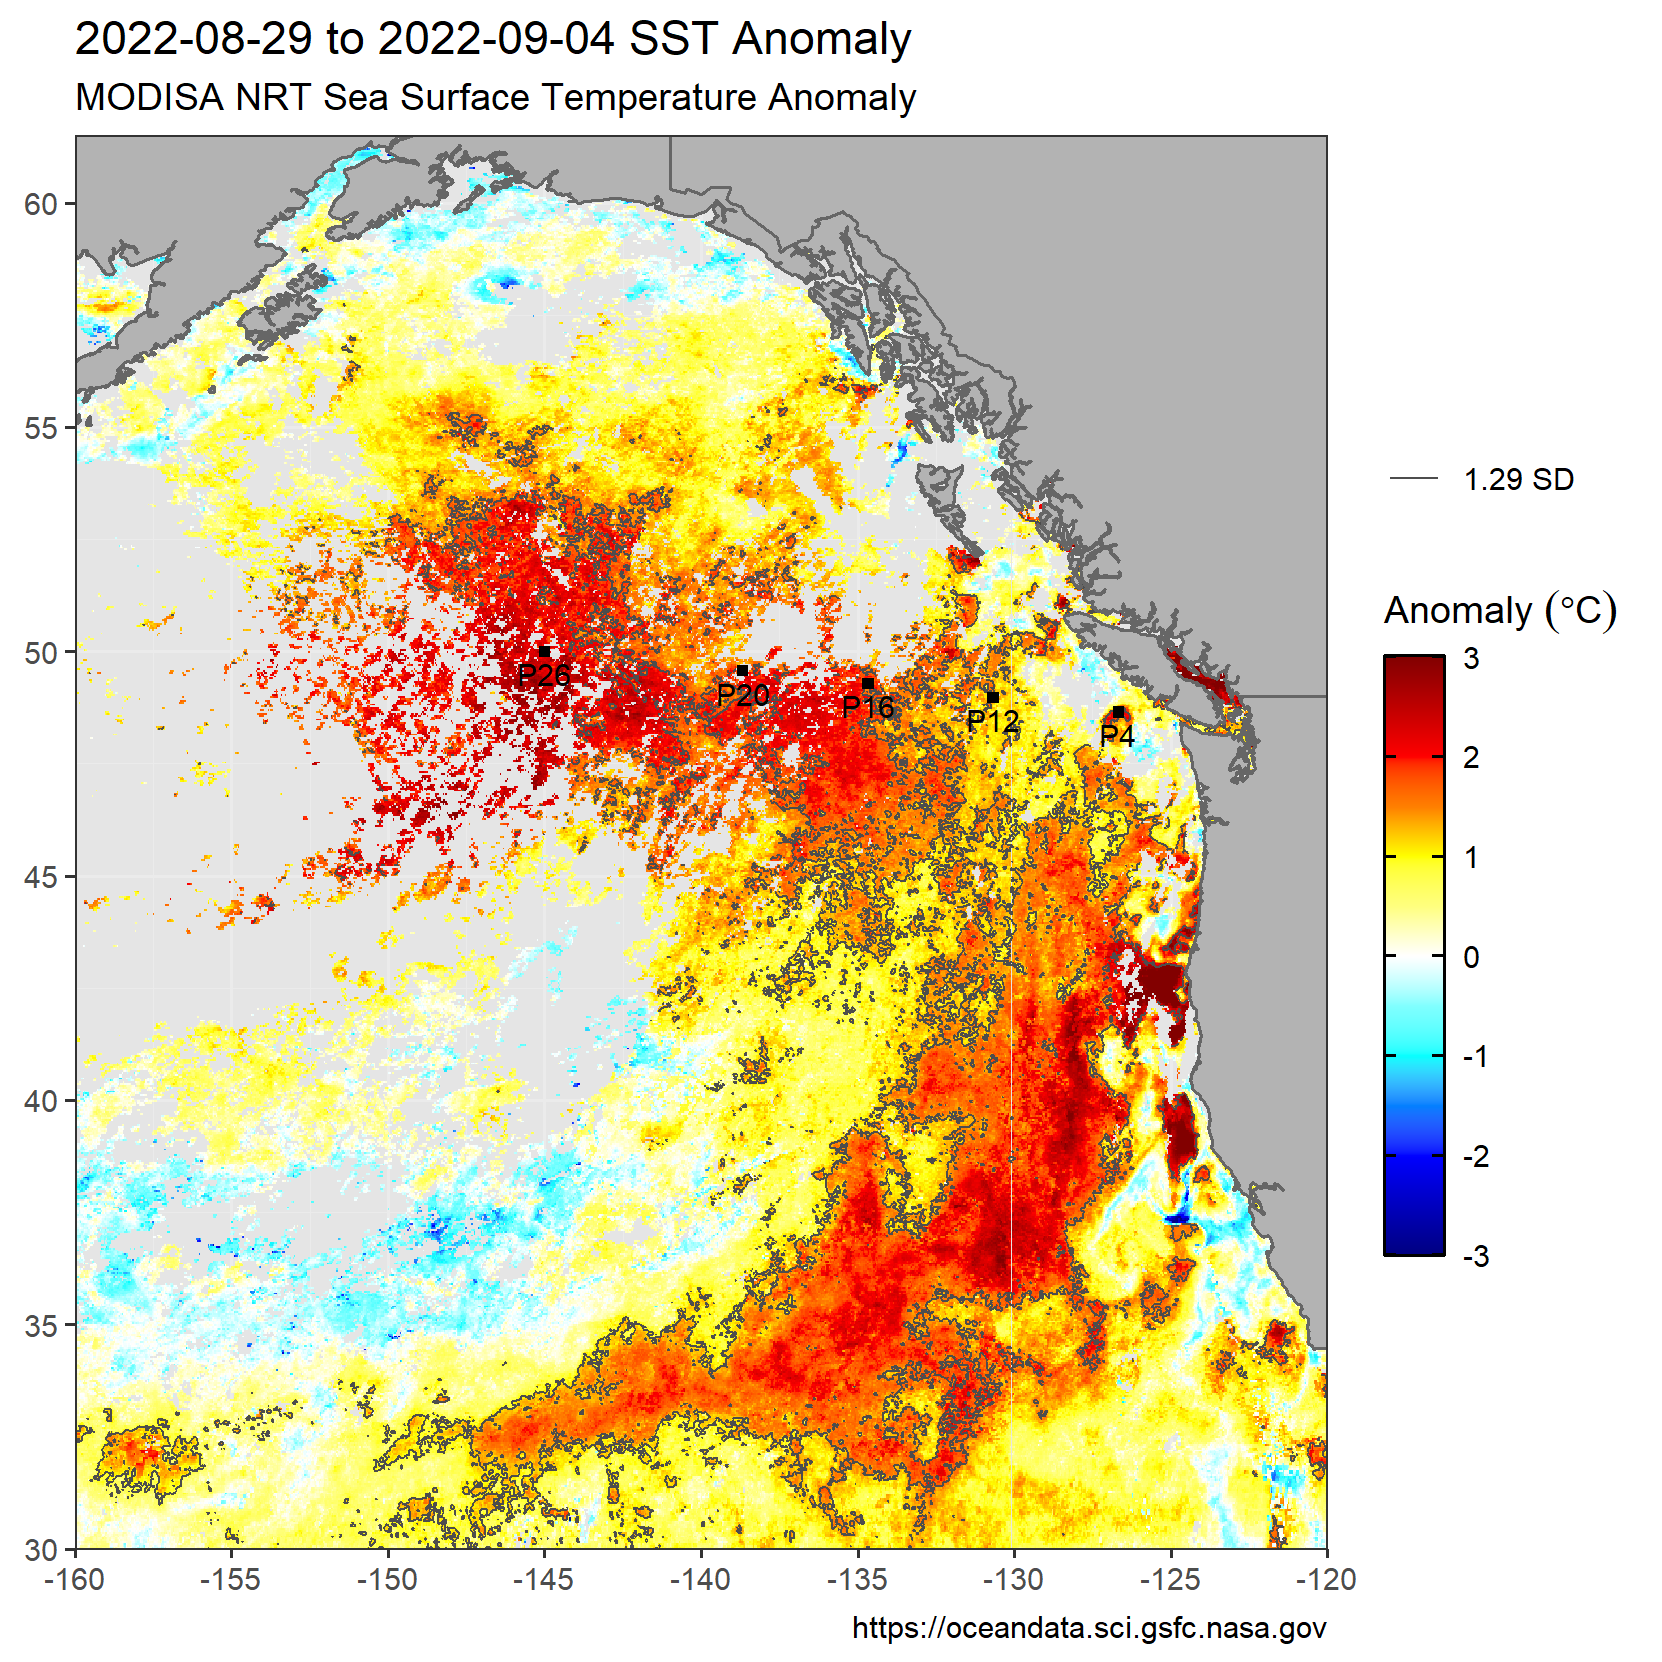 2022-08-29 to 2022-09-04 SST Anomaly
MODISA NRT Sea Surface Temperature Anomaly
60
55
50
45
40
35
30
-160
-155
-150
-145
-140
-135
-130
-125
-120
P26
P20
P16
P12
P4
1.29 SD
Anomaly (°C)
3
2
1
0
-1
-2
-3
https://oceandata.sci.gsfc.nasa.gov